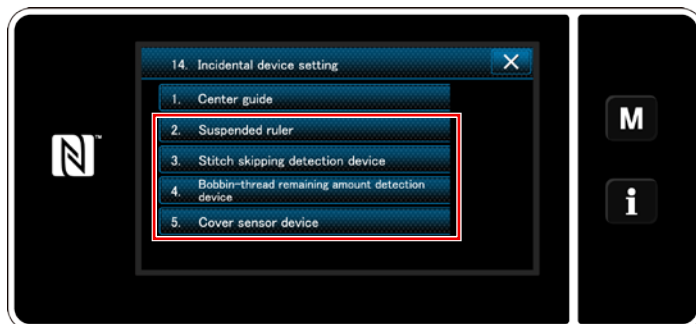 14. Incidental device setting
1. Center guide
2. Suspended ruler
3. Stitch skipping detection device
4. Bobbin-thread remaining amount detection
device
5. Cover sensor device
M
i
N